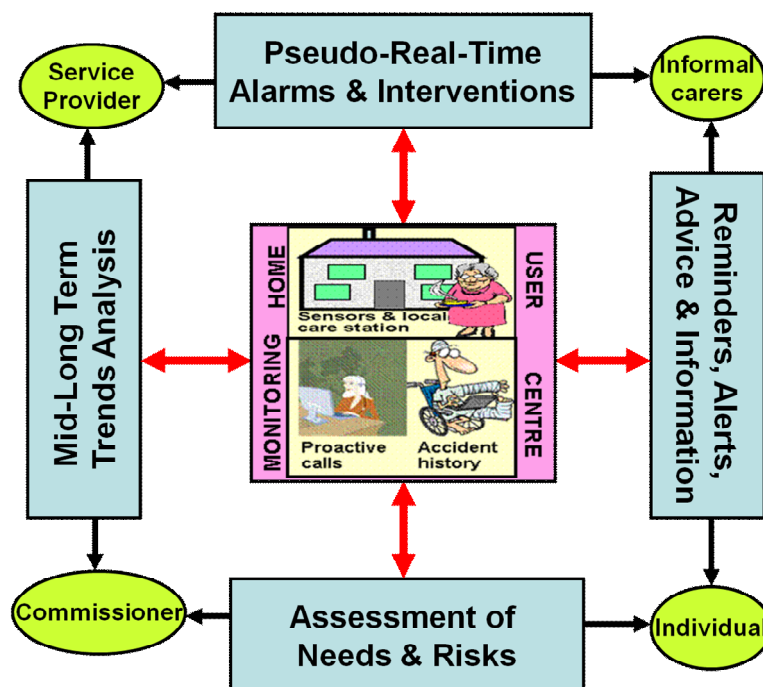 Pseudo-Real-Time
Alarms & Interventions
Service
Provider
Informal
carers
Mid-Long Term
Trends Analysis
HOME
MONITORING
USER
CENTRE
Sensors & local
care station
Proactive
calls
Accident
history
Reminders, Alerts,
Advice & Information
Commissioner
Assessment of
Needs & Risks
Individual